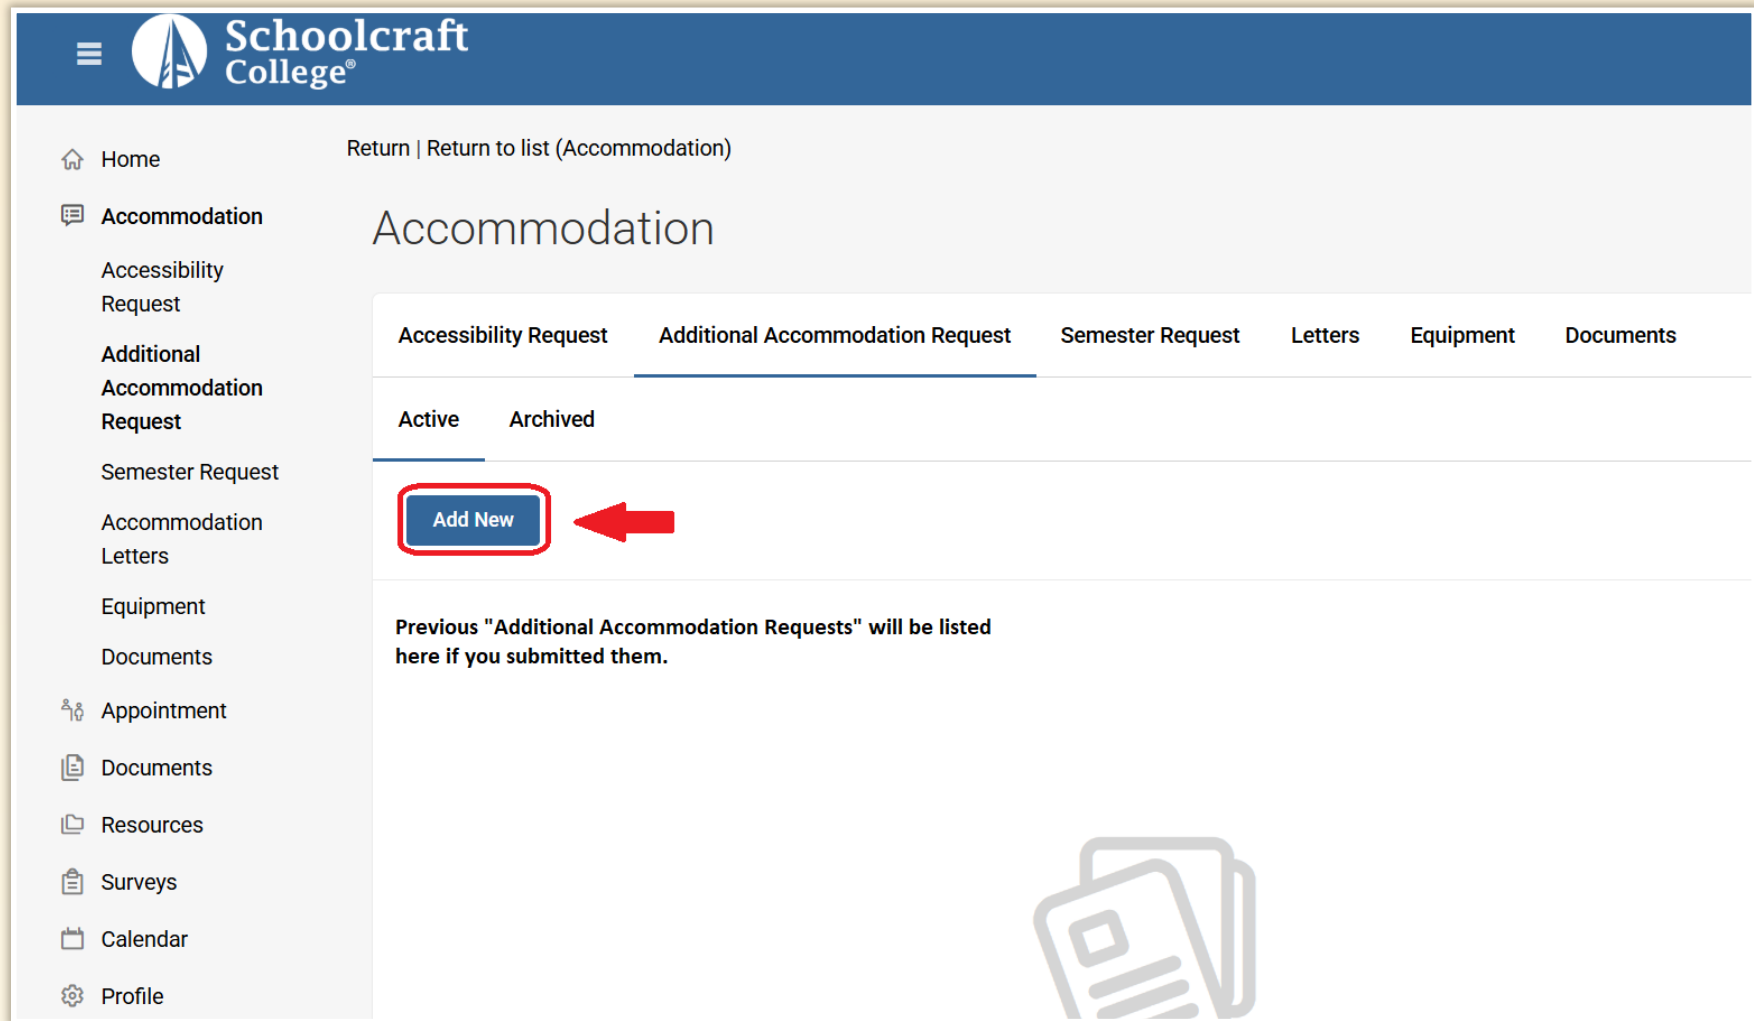 Schoolcraft
College®
Home
Accommodation
Accessibility
Request
Additional
Accommodation
Request
Semester Request
Accommodation
Letters
Equipment
Documents
Appointment
Documents
Resources
Surveys
Calendar
Profile
Return | Return to list (Accommodation)
Accommodation
Accessibility Request Additional Accommodation Request Semester Request Letters Equipment Documents
Active Archived
Add New
Previous "Additional Accommodation Requests" will be listed
here if you submitted them.